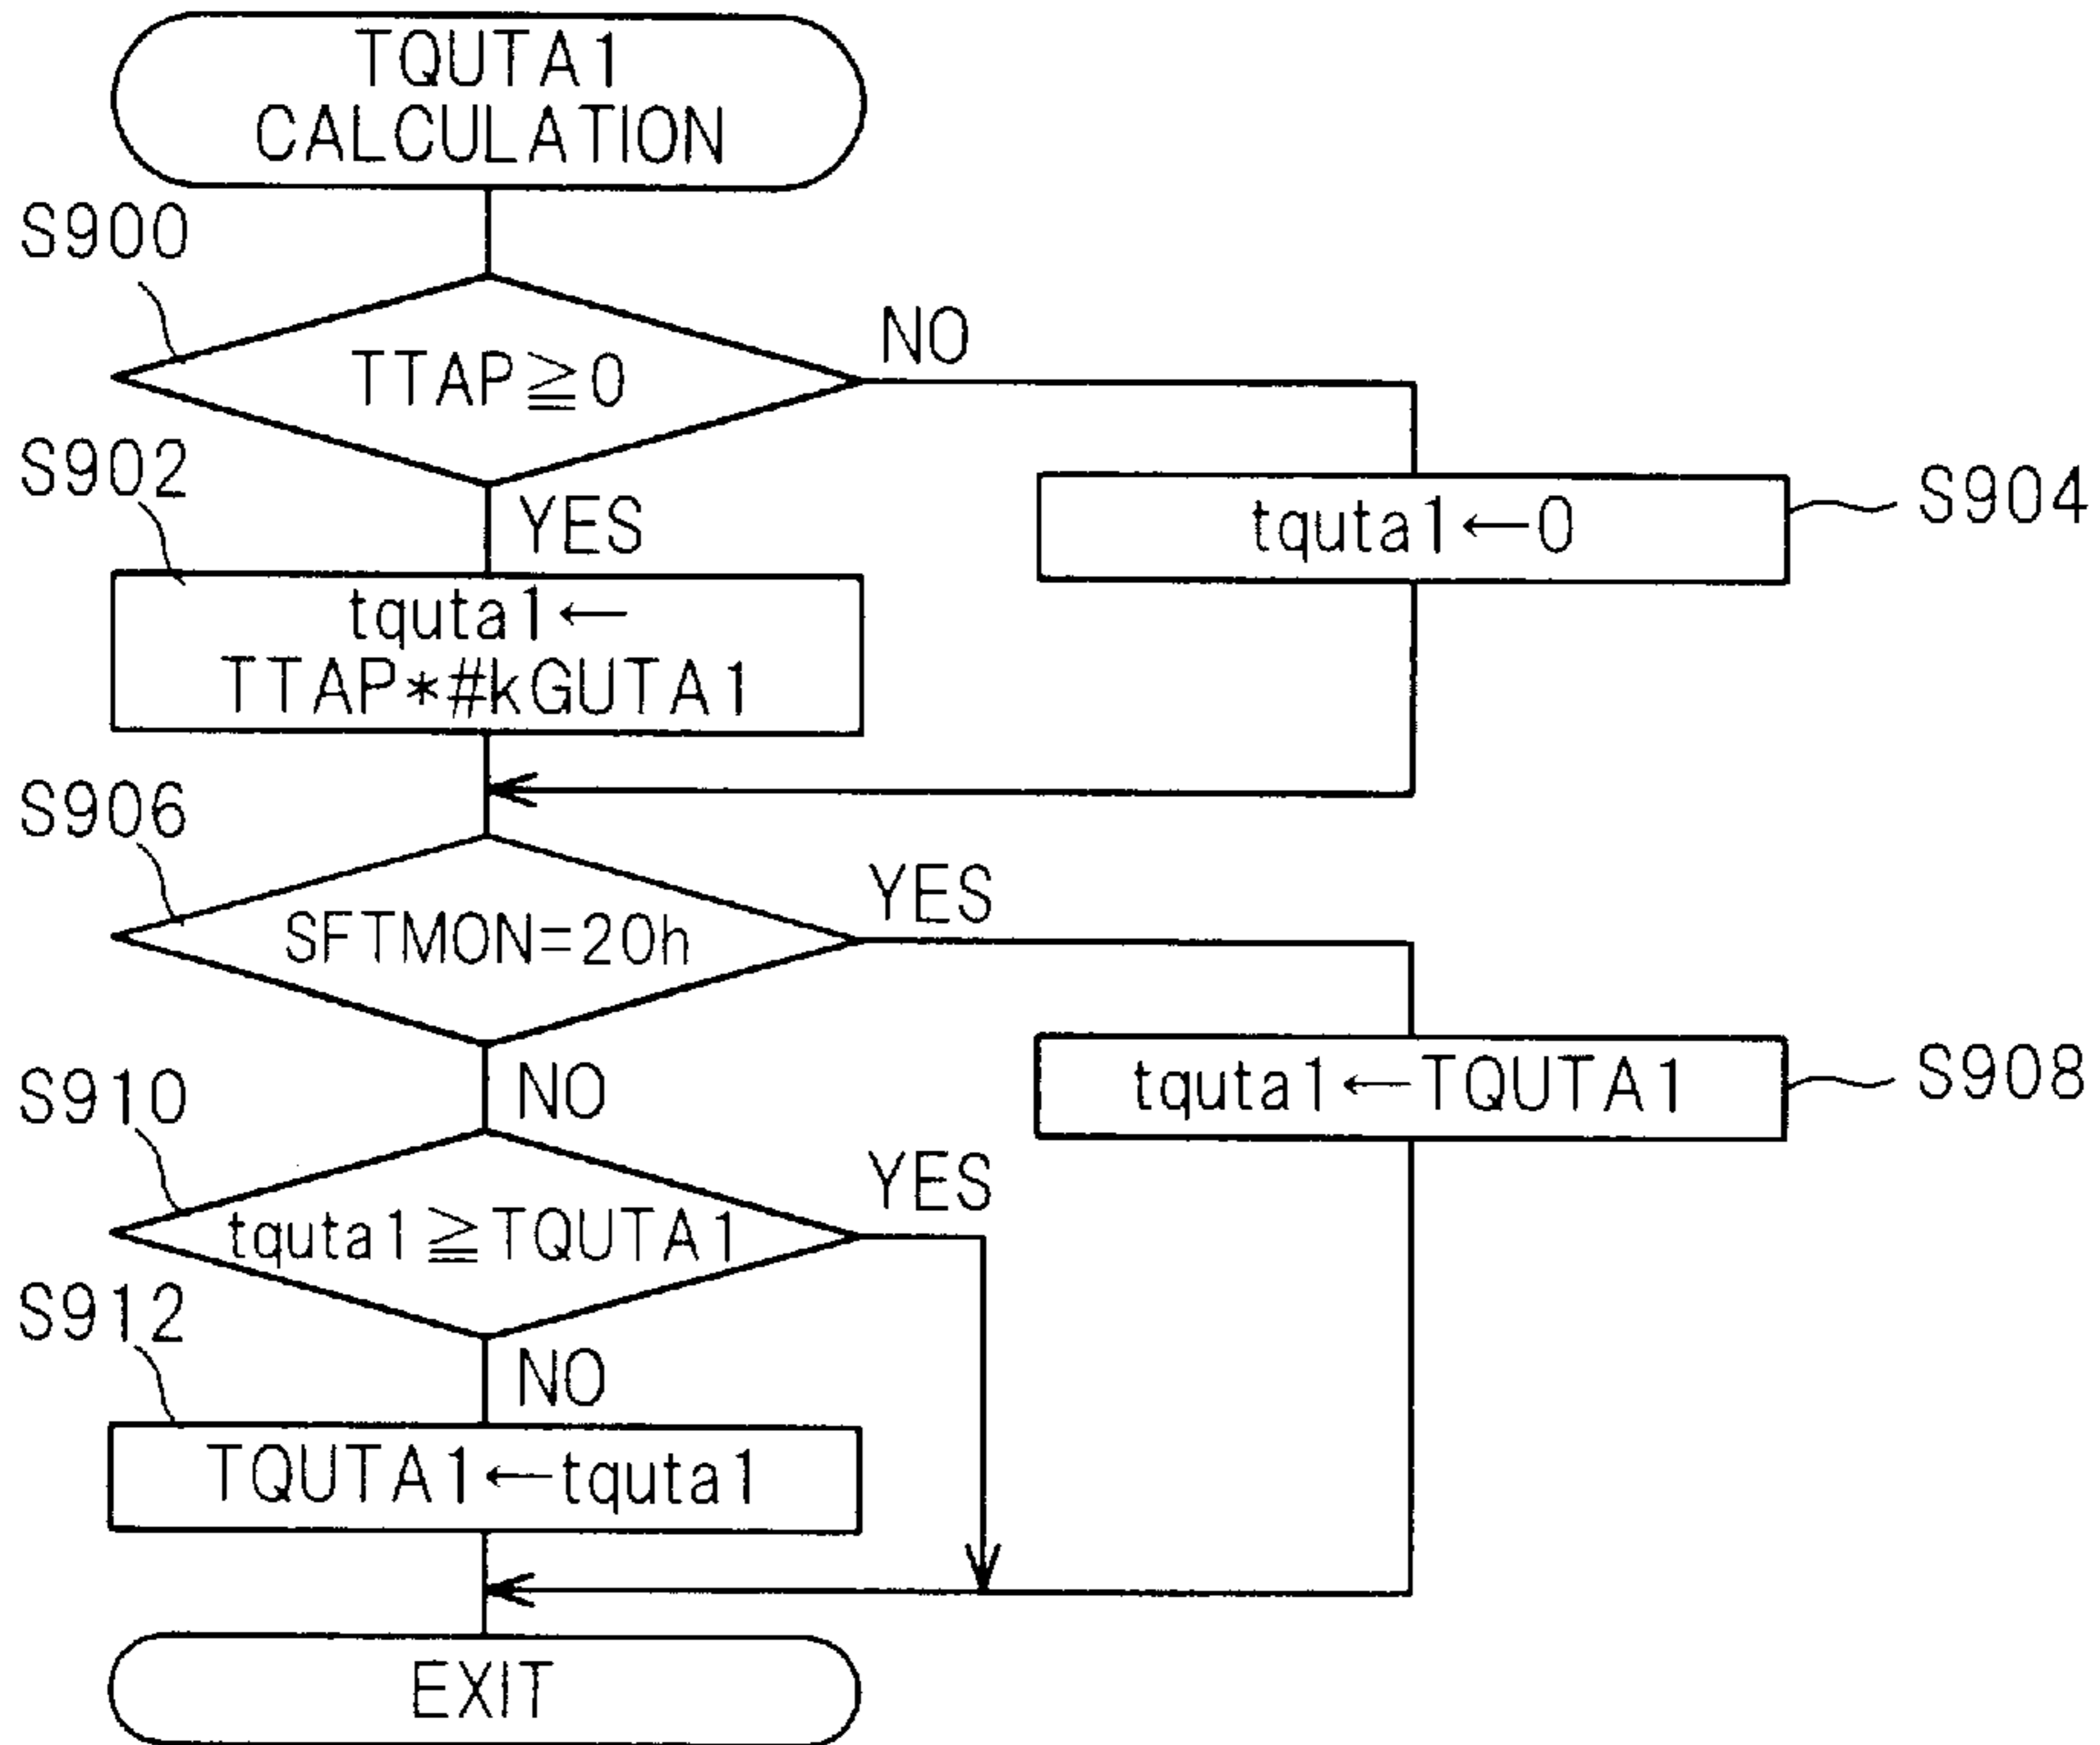 TQUTA1
CALCULATION
S900
TTAP≧0
NO
S902
YES
tquta1←0
S904
tquta1←
TTAP*#kGUTA1
S906
SFTMON=20h
YES
NO
tquta1←TQUTA1
S908
S910
tquta1≧TQUTA1
YES
S912
NO
TQUTA1←tquta1
EXIT